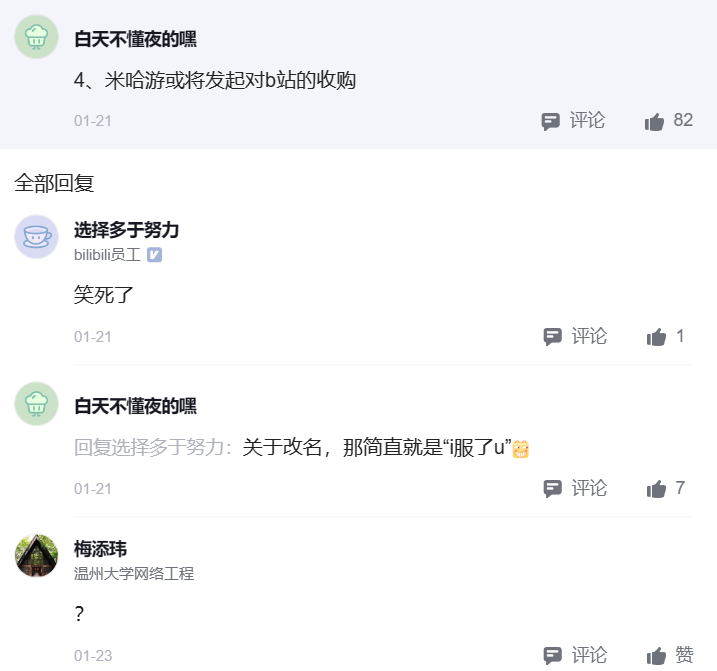 白天不懂夜的嘿
4、米哈游或将发起对b站的收购
01-21 评论 82
全部回复
选择多于努力
bilibili员工
笑死了
01-21 评论 1
白天不懂夜的嘿
回复选择多于努力：关于改名，那简直就是“i服了u”
01-21 评论 7
梅添玮
温州大学网络工程
？
01-23 评论 赞